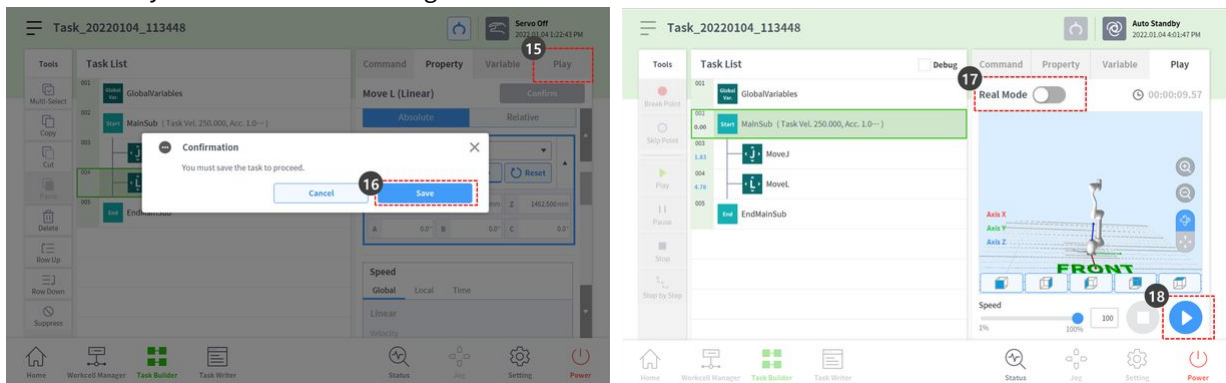 Task_20220104_113448
Servo Off
2022.01.04 1:22:43 PM
15
Tools
Task List
Command
Property
Variable
Play
Multi-Select
001
Global Var.
GlobalVariables
Move L (Linear)
Confirm
Copy
002
Start
MainSub ( Task Vel. 250.000, Acc. 1.0··· )
Absolute
Relative
Cut
003
J
Confirmation
You must save the task to proceed.
Reset
Paste
004
L
Cancel
16
Save
mm
Z
1452.500 mm
Delete
005
End
EndMainSub
A
0.0°
B
0.0°
C
0.0°
Row Up
Row Down
Speed
Global
Local
Time
Suppress
Linear
Velocity
Home
Workcell Manager
Task Builder
Task Writer
Status
Jog
Setting
Power
Task_20220104_113448
Auto Standby
2022.01.04 4:01:47 PM
Tools
Task List
Debug
Command
Property
Variable
Play
17
Break Point
001
Global Var.
GlobalVariables
Real Mode
00:00:09.57
Skip Point
002
0.00
Start
MainSub ( Task Vel. 250.000, Acc. 1.0··· )
003
1.83
J
MoveJ
Play
004
4.78
L
MoveL
Pause
005
End
EndMainSub
Axis X
Axis Y
Axis Z
Stop
FRONT
Stop by Step
18
Speed
1%
100%
100
Home
Workcell Manager
Task Builder
Task Writer
Status
Jog
Setting
Power